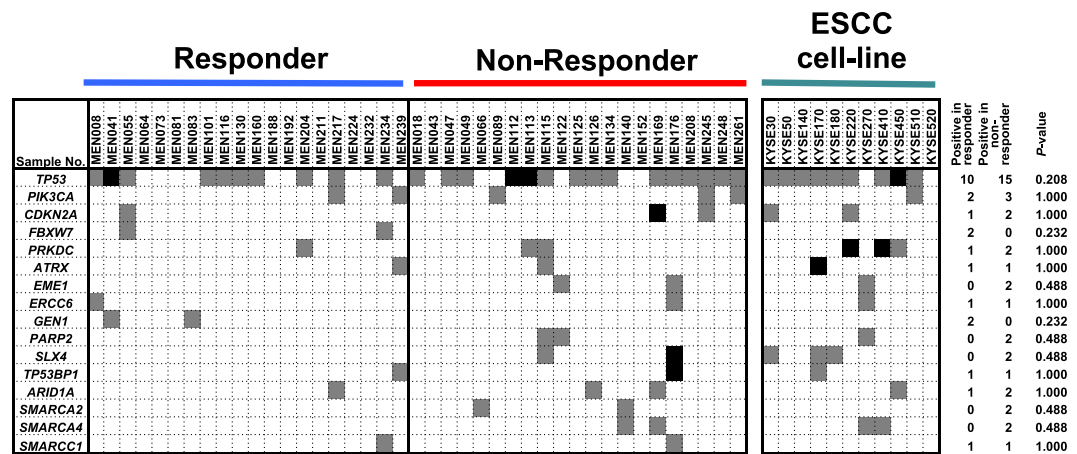 Responder
Non-Responder
ESCC
cell-line
Sample No.
MEN008
MEN041
MEN055
MEN064
MEN073
MEN081
MEN083
MEN101
MEN116
MEN130
MEN160
MEN188
MEN192
MEN204
MEN211
MEN217
MEN224
MEN232
MEN234
MEN239
MEN018
MEN043
MEN047
MEN049
MEN066
MEN089
MEN112
MEN113
MEN115
MEN122
MEN125
MEN126
MEN134
MEN140
MEN152
MEN169
MEN176
MEN208
MEN245
MEN248
MEN261
KYSE30
KYSE50
KYSE140
KYSE170
KYSE180
KYSE220
KYSE270
KYSE410
KYSE450
KYSE510
KYSE520
Positive in
responder
Positive in
non-
responder
P-value
TP53 10 15 0.208
PIK3CA 2 3 1.000
CDKN2A 1 2 1.000
FBXW7 2 0 0.232
PRKDC 1 2 1.000
ATRX 1 1 1.000
EME1 0 2 0.488
ERCC6 1 1 1.000
GEN1 2 0 0.232
PARP2 0 2 0.488
SLX4 0 2 0.488
TP53BP1 1 1 1.000
ARID1A 1 2 1.000
SMARCA2 0 2 0.488
SMARCA4 0 2 0.488
SMARCC1 1 1 1.000